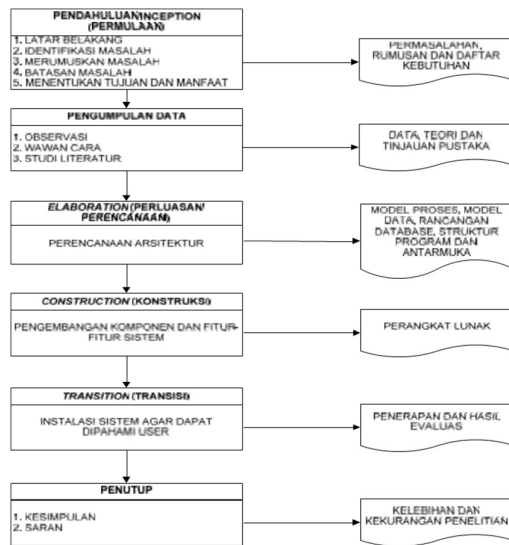 PENDAHULUAN/INCEPTION
(PERMULAAN)
1. LATAR BELAKANG
2. IDENTIFIKASI MASALAH
3. MERUMUSKAN MASALAH
4. BATASAN MASALAH
5. MENENTUKAN TUJUAN DAN MANFAAT
PERMASALAHAN,
RUMUSAN DAN DAFTAR
KEBUTUHAN
PENGUMPULAN DATA
1. OBSERVASI
2. WAWAN CARA
3. STUDI LITERATUR
DATA, TEORI DAN
TINJAUAN PUSTAKA
ELABORATION (PERLUASAN/
PERENCANAAN)
PERENCANAAN ARSITEKTUR
MODEL PROSES, MODEL
DATA, RANCANGAN
DATABASE, STRUKTUR
PROGRAM DAN
ANTARMUKA
CONSTRUCTION (KONSTRUKSI)
PENGEMBANGAN KOMPONEN DAN FITUR-
FITUR SISTEM
PERANGKAT LUNAK
TRANSITION (TRANSISI)
INSTALASI SISTEM AGAR DAPAT
DIPAHAMI USER
PENERAPAN DAN HASIL
EVALUAS
PENUTUP
1. KESIMPULAN
2. SARAN
KELEBIHAN DAN
KEKURANGAN PENELITIAN